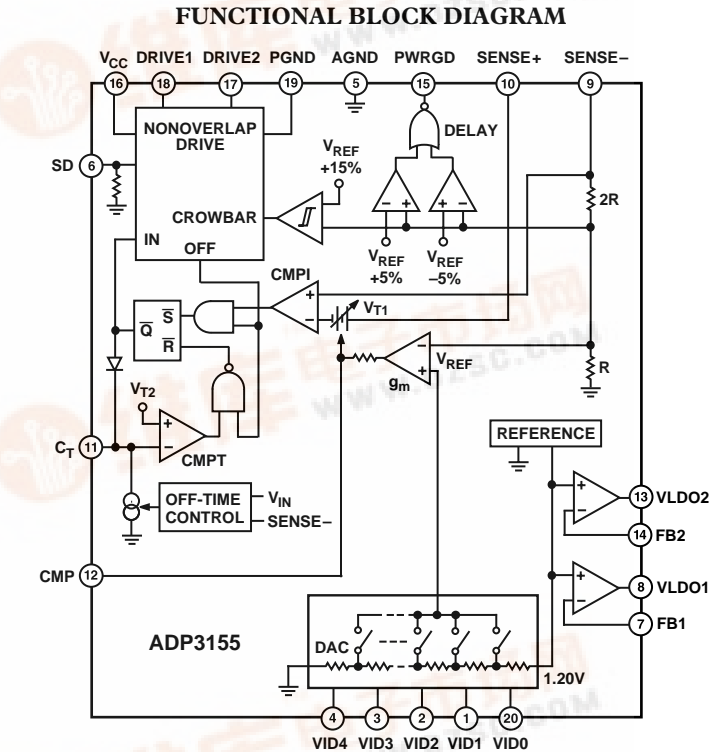 FUNCTIONAL BLOCK DIAGRAM
VCC DRIVE1 DRIVE2 PGND AGND PWRGD SENSE+ SENSE–
16 18 17 19 5 15 10 9
NONOVERLAP
DRIVE
DELAY
VREF
+15%
SD 6
2R
CROWBAR
IN
OFF
VREF
+5%
VREF
–5%
CMPI
VT1
S
Q
R
VREF
gm
R
VT2
CT 11
CMPT
REFERENCE
OFF-TIME
CONTROL
VIN
SENSE–
13 VLDO2
14 FB2
CMP 12
8 VLDO1
7 FB1
ADP3155
DAC
1.20V
4 3 2 1 20
VID4 VID3 VID2 VID1 VID0